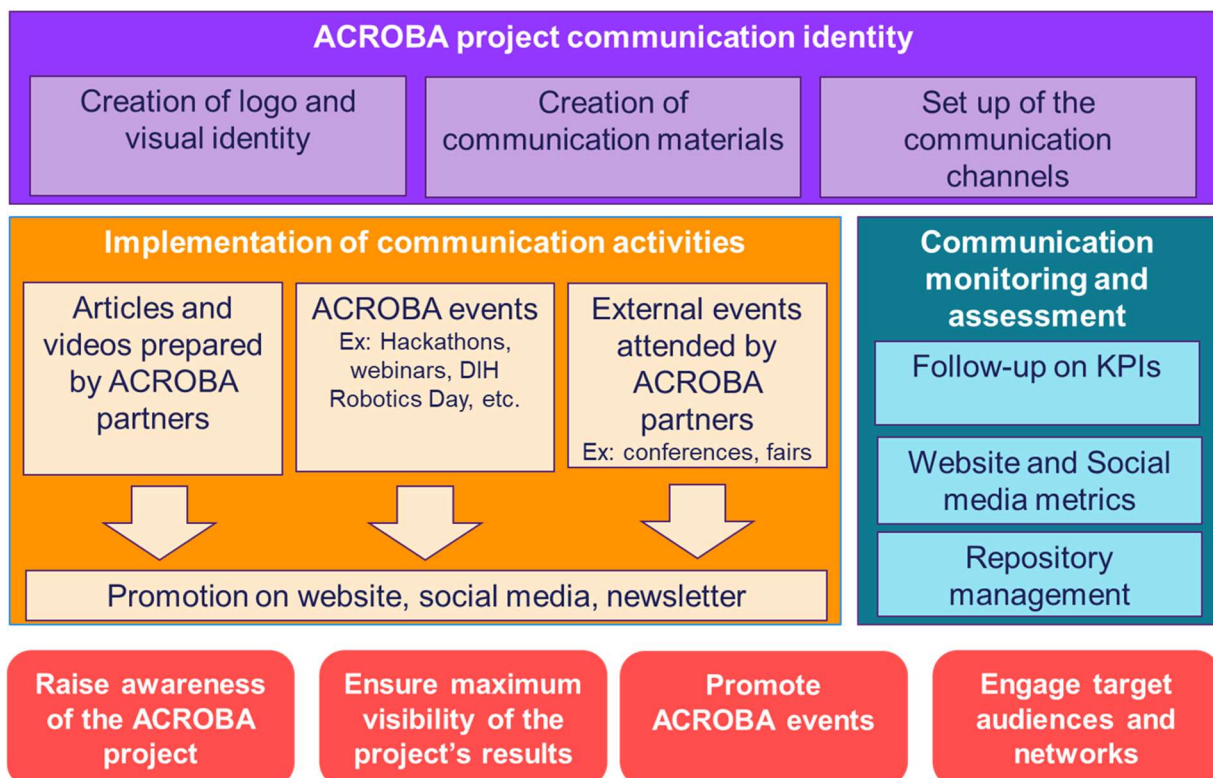 ACROBA project communication identity
Creation of logo and
visual identity
Creation of
communication materials
Set up of the
communication
channels
Implementation of communication activities
Articles and
videos prepared
by ACROBA
partners
ACROBA events
Ex: Hackathons,
webinars, DIH
Robotics Day, etc.
External events
attended by
ACROBA
partners
Ex: conferences, fairs
Promotion on website, social media, newsletter
Communication
monitoring and
assessment
Follow-up on KPIs
Website and Social
media metrics
Repository
management
Raise awareness
of the ACROBA
project
Ensure maximum
visibility of the
project's results
Promote
ACROBA events
Engage target
audiences and
networks